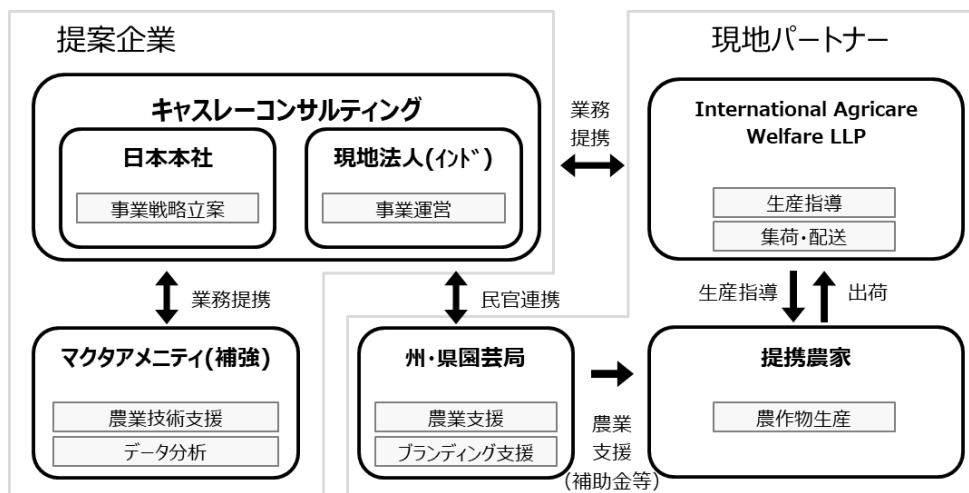 提案企業
現地パートナー
キャスレーコンサルティング
日本本社
事業戦略立案
現地法人(インド)
事業運営
業務
提携
International Agricare
Welfare LLP
生産指導
集荷・配送
業務提携
民官連携
生産指導
出荷
マクタアメニティ(補強)
農業技術支援
データ分析
州・県園芸局
農業支援
ブランディング支援
農業
支援
(補助金等)
提携農家
農作物生産